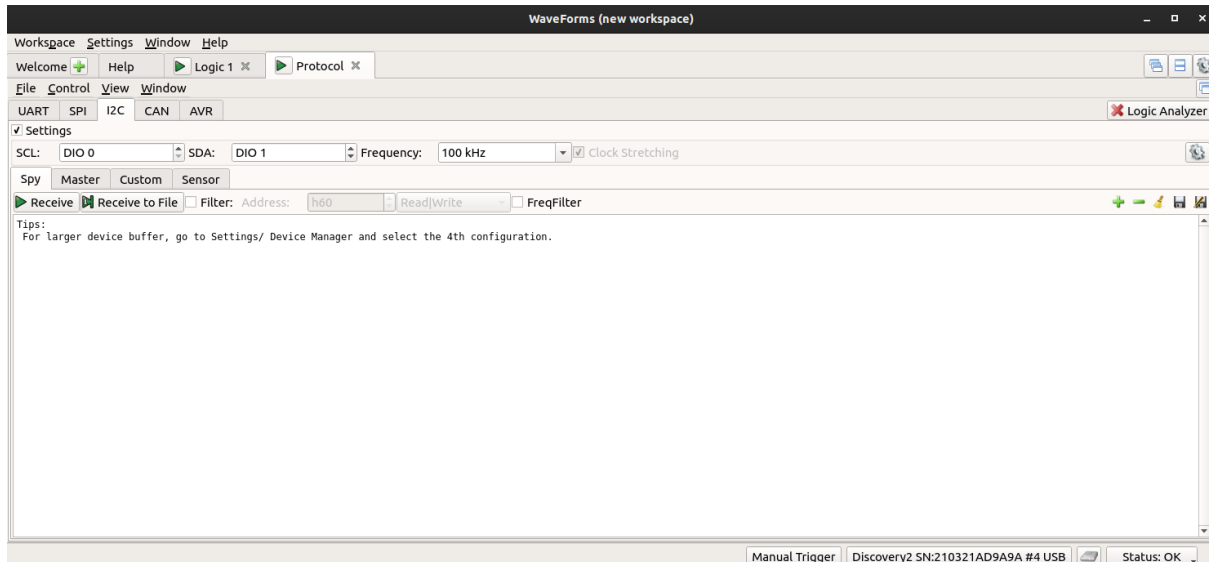 WaveForms (new workspace)
Workspace Settings Window Help
Welcome Help Logic 1 Protocol
File Control View Window
UART SPI I2C CAN AVR Logic Analyzer
Settings
SCL: DIO 0 SDA: DIO 1 Frequency: 100 kHz Clock Stretching
Spy Master Custom Sensor
Receive Receive to File Filter: Address: h60 Read|Write FreqFilter
Tips:
For larger device buffer, go to Settings/ Device Manager and select the 4th configuration.
Manual Trigger Discovery2 SN:210321AD9A9A #4 USB Status: OK